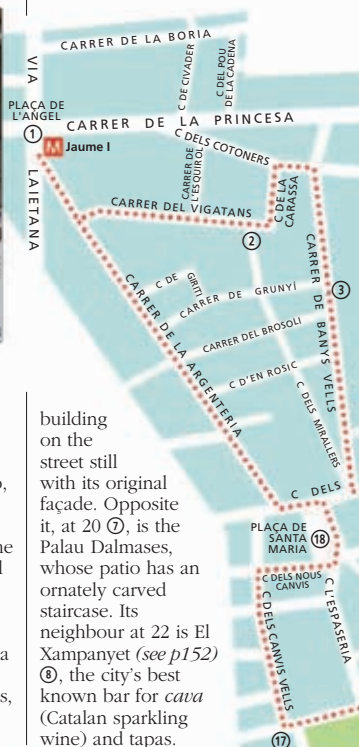 CARRER DE LA BORIA
VIA
LAIETANA
C DE CIVADER
C DEL POU
DE LA CADENA
PLAÇA DE
L'ANGEL
①
M Jaume I
CARRER DE LA PRINCESA
C DELS COTONERS
CARRER DE
L'ESQUIROL
CARRER DEL VIGATANS
C DE LA
CARASSA
②
③
CARRER DE BANYS VELLS
C DE
GIRITI
CARRER DE GRUNYÍ
CARRER DEL BROSOLI
C D'EN ROSIC
C DELS MIRALLERS
CARRER DE LA ARGENTERIA
C DELS
PLAÇA DE
SANTA
MARIA
⑱
C DELS NOUS
CANVIS
C DELS CANVIS VELLS
C L'ESPASERIA
⑰
building
on the
street still
with its original
façade. Opposite
it, at 20 ⑦, is the
Palau Dalmases,
whose patio has an
ornately carved
staircase. Its
neighbour at 22 is El
Xampanyet (see p152)
⑧, the city's best
known bar for cava
(Catalan sparkling
wine) and tapas.